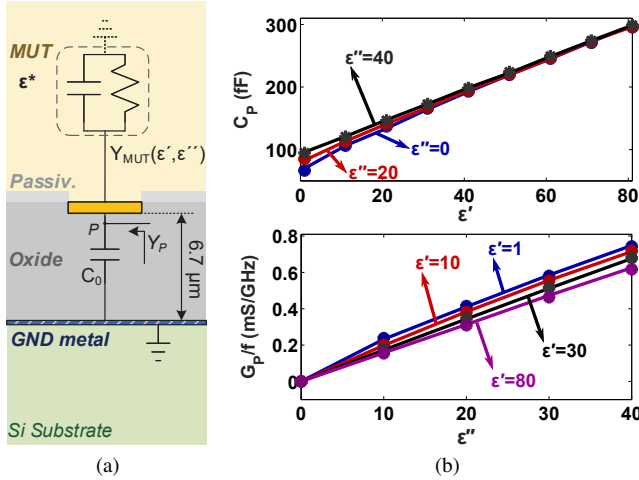 MUT
ε*
Y_MUT(ε′,ε′′)
Passiv.
P
Y_P
Oxide
C_0
6.7 μm
GND metal
Si Substrate
(a)
300
200
100
C_P (fF)
ε″=40
ε″=0
ε″=20
0 20 40 60 80
ε′
0.8
0.6
0.4
0.2
0
G_P/f (mS/GHz)
ε′=10
ε′=1
ε′=30
ε′=80
0 10 20 30 40
ε″
(b)